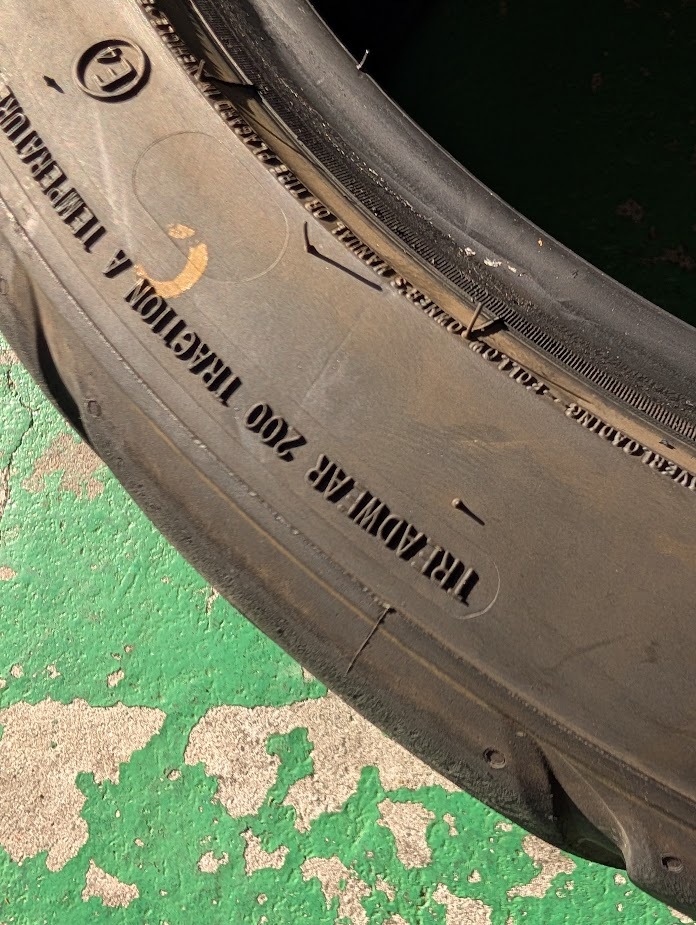 TREADWEAR 200 TRACTION A TEMPERATURE
OVERLOADING - FOLLOW OWNER'S MANUAL OR TIRE PLACARD IN VEHICLE
E4